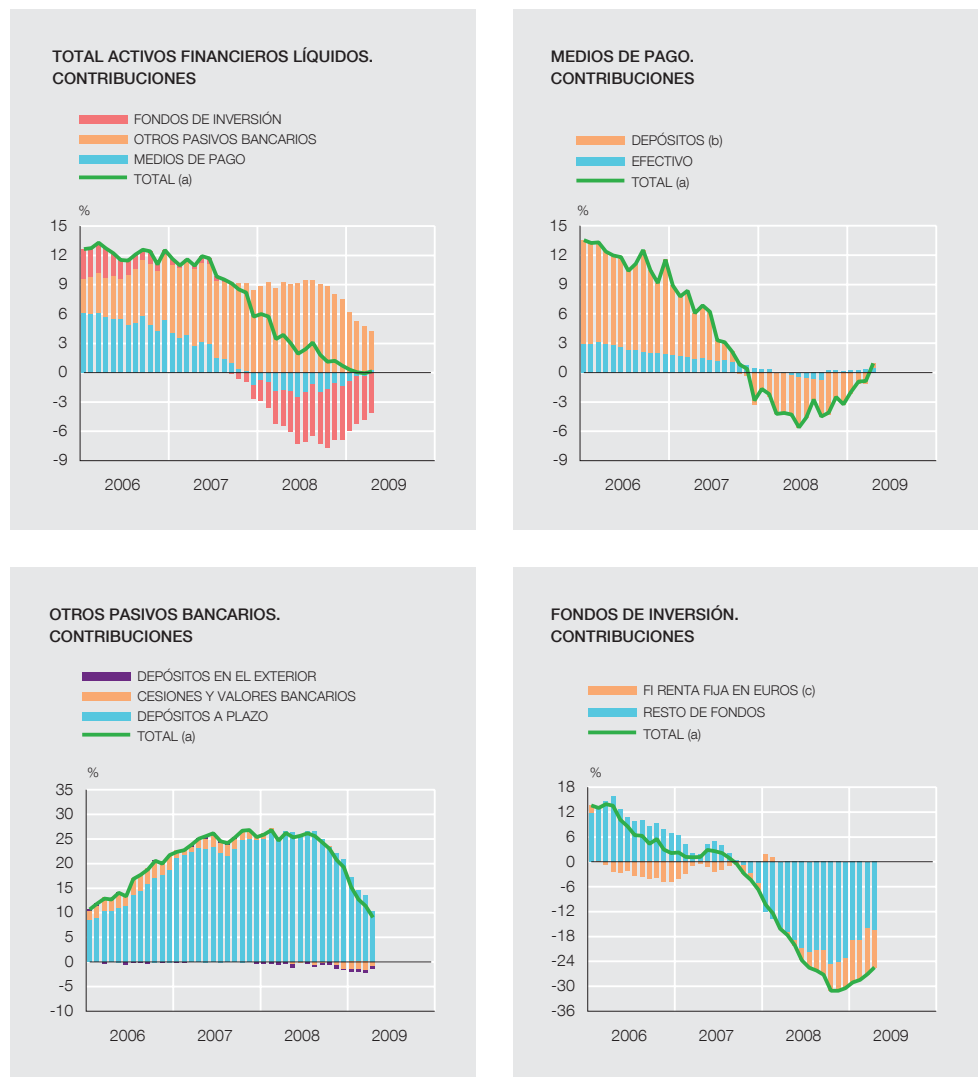 TOTAL ACTIVOS FINANCIEROS LÍQUIDOS.
CONTRIBUCIONES
FONDOS DE INVERSIÓN
OTROS PASIVOS BANCARIOS
MEDIOS DE PAGO
TOTAL (a)
%
15
12
9
6
3
0
-3
-6
-9
2006 2007 2008 2009
MEDIOS DE PAGO.
CONTRIBUCIONES
DEPÓSITOS (b)
EFECTIVO
TOTAL (a)
%
15
12
9
6
3
0
-3
-6
-9
2006 2007 2008 2009
OTROS PASIVOS BANCARIOS.
CONTRIBUCIONES
DEPÓSITOS EN EL EXTERIOR
CESIONES Y VALORES BANCARIOS
DEPÓSITOS A PLAZO
TOTAL (a)
%
35
30
25
20
15
10
5
0
-5
-10
2006 2007 2008 2009
FONDOS DE INVERSIÓN.
CONTRIBUCIONES
FI RENTA FIJA EN EUROS (c)
RESTO DE FONDOS
TOTAL (a)
%
18
12
6
0
-6
-12
-18
-24
-30
-36
2006 2007 2008 2009